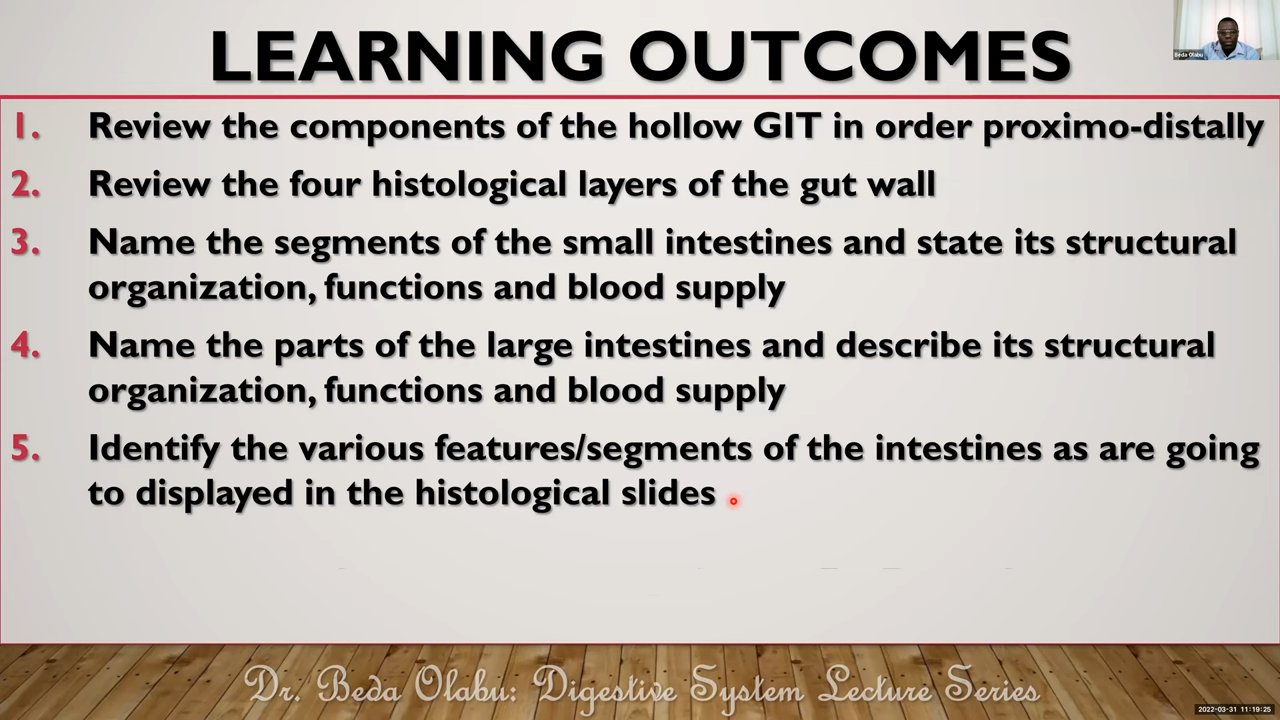 LEARNING OUTCOMES
Beda Olabu
1. Review the components of the hollow GIT in order proximo-distally
2. Review the four histological layers of the gut wall
3. Name the segments of the small intestines and state its structural
organization, functions and blood supply
4. Name the parts of the large intestines and describe its structural
organization, functions and blood supply
5. Identify the various features/segments of the intestines as are going
to displayed in the histological slides
Dr. Beda Olabu: Digestive System Lecture Series
2022-03-31 11:19:25